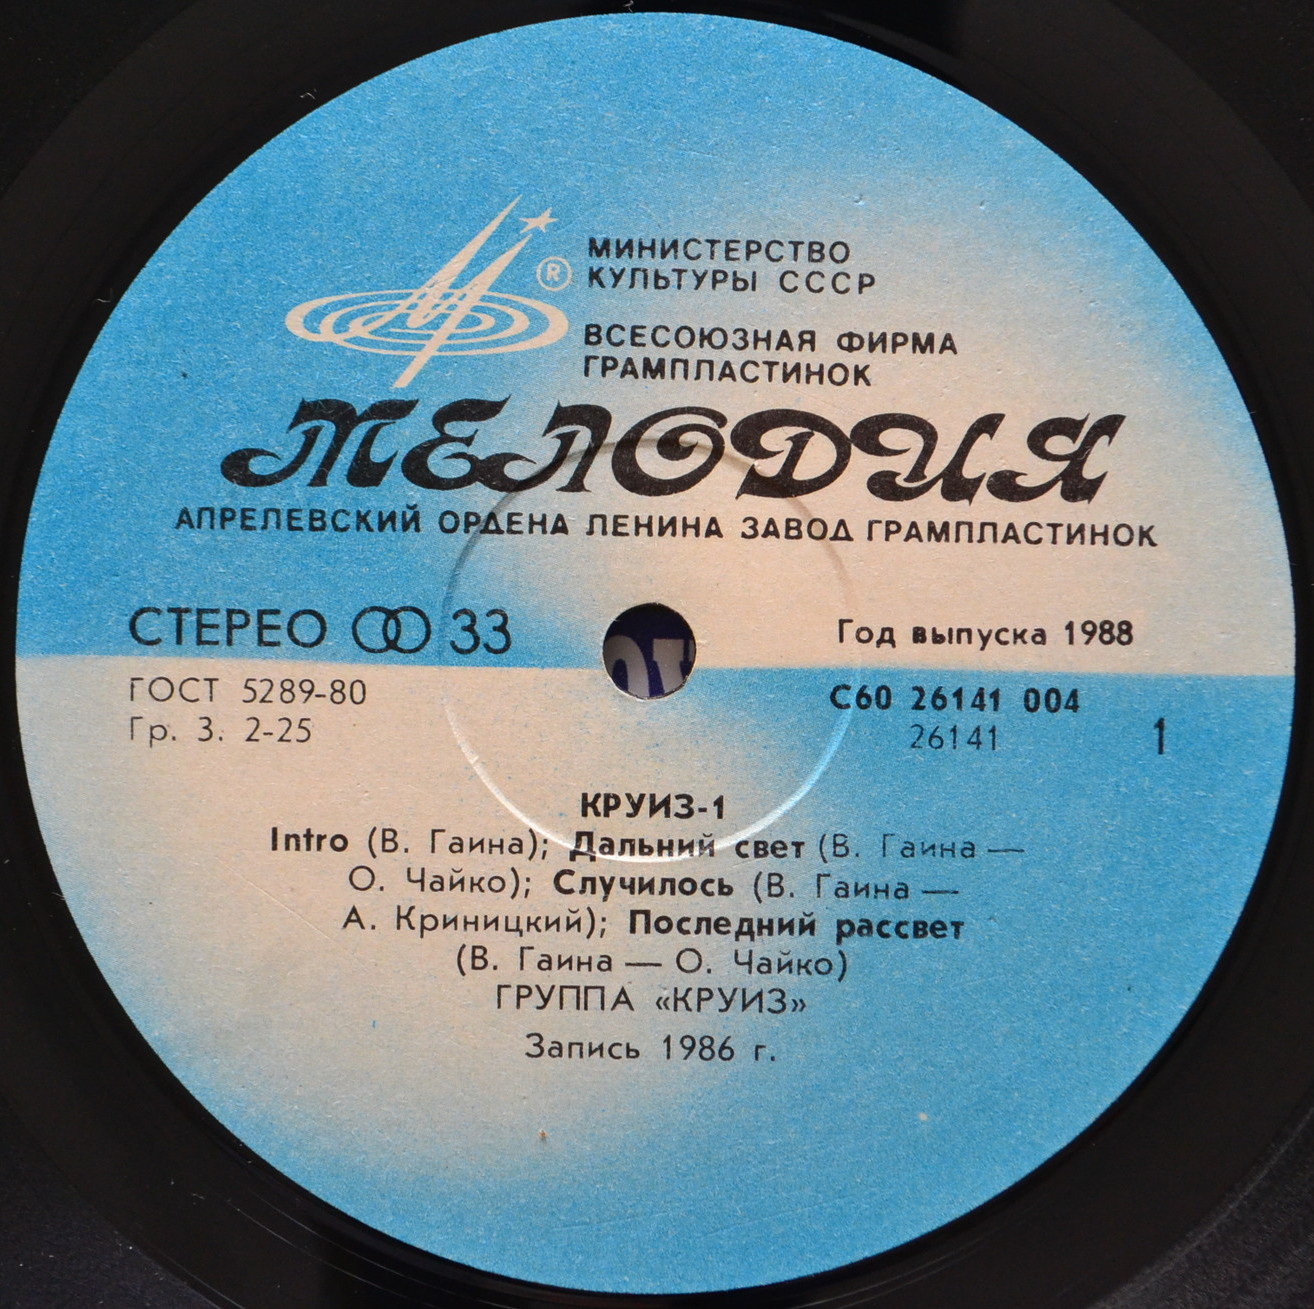 ®
МИНИСТЕРСТВО
КУЛЬТУРЫ СССР
ВСЕСОЮЗНАЯ ФИРМА
ГРАМПЛАСТИНОК
МЕЛОДИЯ
АПРЕЛЕВСКИЙ ОРДЕНА ЛЕНИНА ЗАВОД ГРАМПЛАСТИНОК
СТЕРЕО 33
Год выпуска 1988
ГОСТ 5289-80
Гр. 3. 2-25
С60 26141 004
26141
1
КРУИЗ-1
Intro (В. Гаина); Дальний свет (В. Гаина —
О. Чайко); Случилось (В. Гаина —
А. Криницкий); Последний рассвет
(В. Гаина — О. Чайко)
ГРУППА «КРУИЗ»
Запись 1986 г.